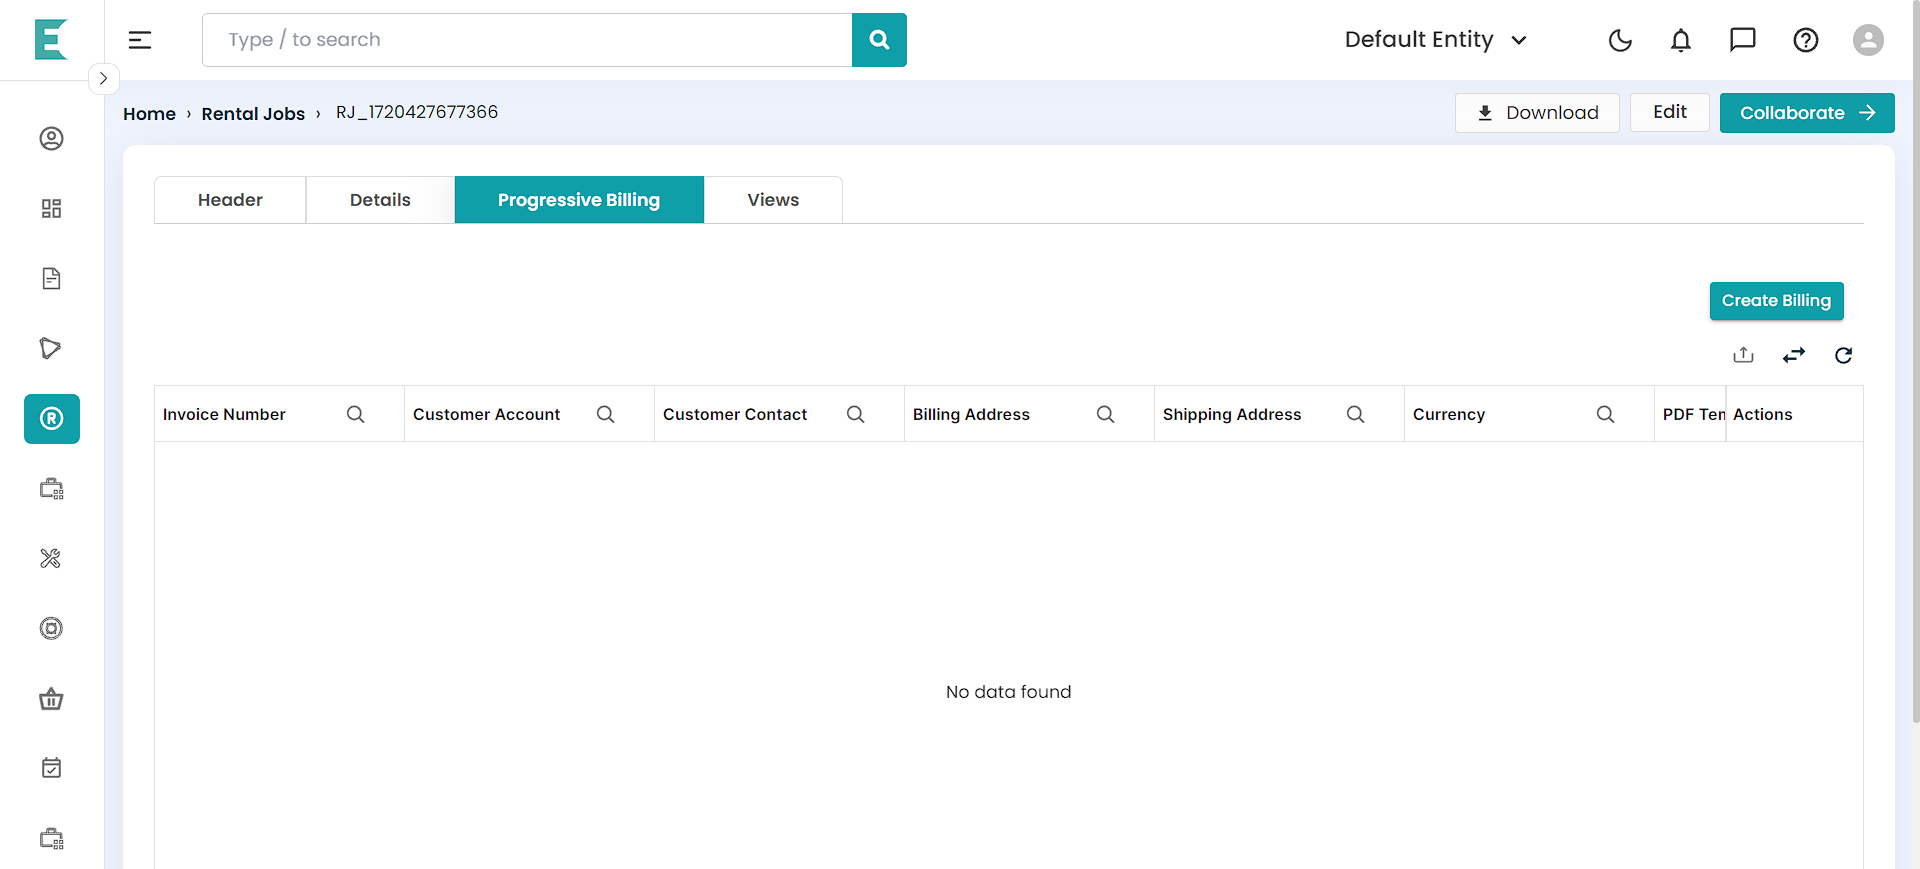 E
Type / to search
Default Entity
Home › Rental Jobs › RJ_1720427677366
Download
Edit
Collaborate
Header
Details
Progressive Billing
Views
Create Billing
Invoice Number
Customer Account
Customer Contact
Billing Address
Shipping Address
Currency
PDF Tem
Actions
No data found